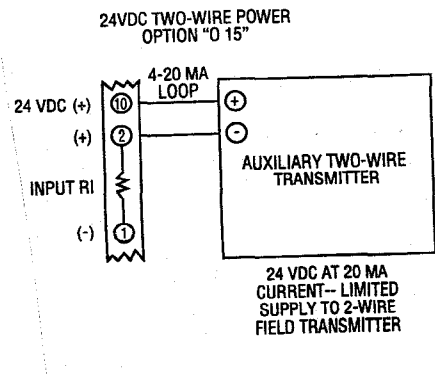 24VDC TWO-WIRE POWER
OPTION "O 15"
4-20 MA
LOOP
24 VDC (+) 10 +
(+) 2 -
AUXILIARY TWO-WIRE
TRANSMITTER
INPUT RI
(-) 1
24 VDC AT 20 MA
CURRENT-- LIMITED
SUPPLY TO 2-WIRE
FIELD TRANSMITTER